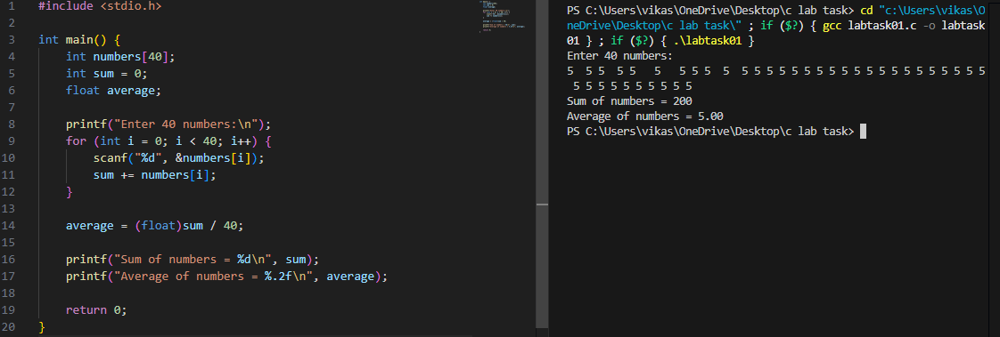 1 #include <stdio.h>
2
3 int main() {
4     int numbers[40];
5     int sum = 0;
6     float average;
7
8     printf("Enter 40 numbers:\n");
9     for (int i = 0; i < 40; i++) {
10         scanf("%d", &numbers[i]);
11         sum += numbers[i];
12     }
13
14     average = (float)sum / 40;
15
16     printf("Sum of numbers = %d\n", sum);
17     printf("Average of numbers = %.2f\n", average);
18
19     return 0;
20 }
PS C:\Users\vikas\OneDrive\Desktop\c lab task> cd "c:\Users\vikas\O
neDrive\Desktop\c lab task\" ; if ($?) { gcc labtask01.c -o labtask
01 } ; if ($?) { .\labtask01 }
Enter 40 numbers:
5  5 5  5 5   5   5 5 5  5  5 5 5 5 5 5 5 5 5 5 5 5 5 5 5 5 5 5 5 5
 5 5 5 5 5 5 5 5 5 5
Sum of numbers = 200
Average of numbers = 5.00
PS C:\Users\vikas\OneDrive\Desktop\c lab task>